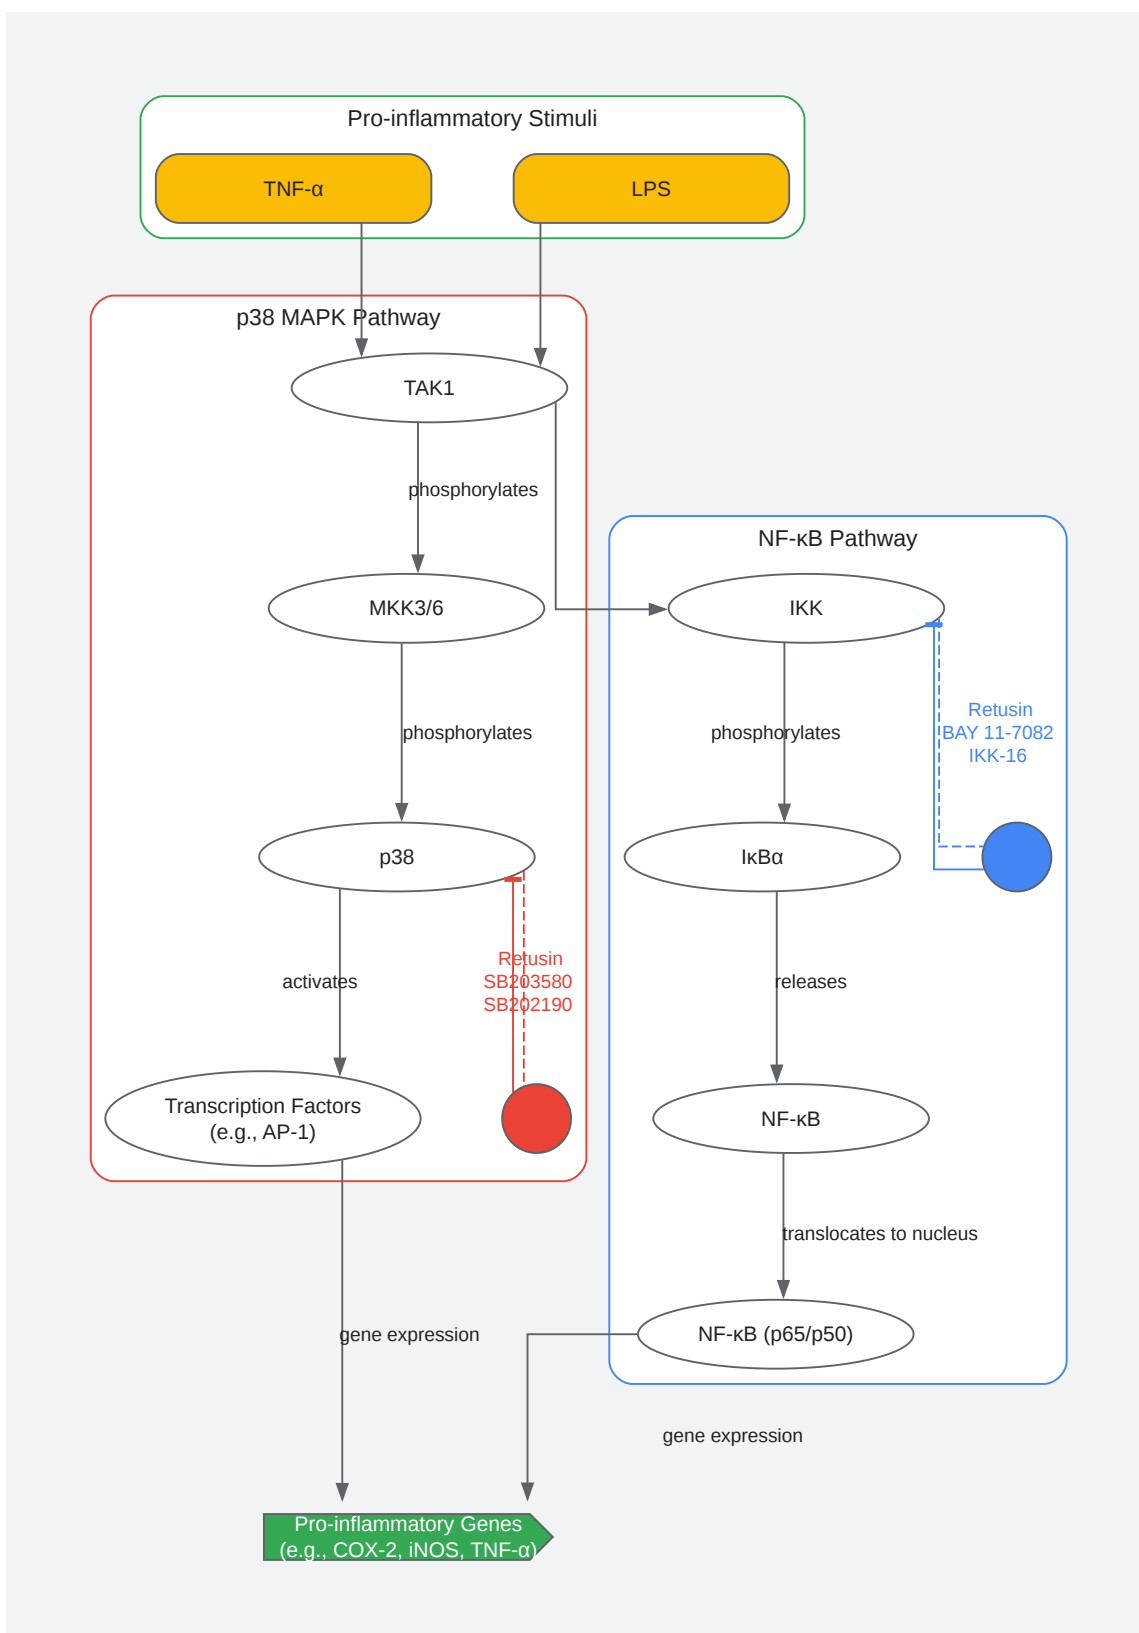 Pro-inflammatory Stimuli
TNF-α
LPS
p38 MAPK Pathway
TAK1
phosphorylates
NF-κB Pathway
MKK3/6
IKK
phosphorylates
phosphorylates
Retusin
BAY 11-7082
IKK-16
p38
IκBα
activates
Retusin
SB203580
SB202190
releases
Transcription Factors
(e.g., AP-1)
NF-κB
translocates to nucleus
gene expression
NF-κB (p65/p50)
gene expression
Pro-inflammatory Genes
(e.g., COX-2, iNOS, TNF-α)